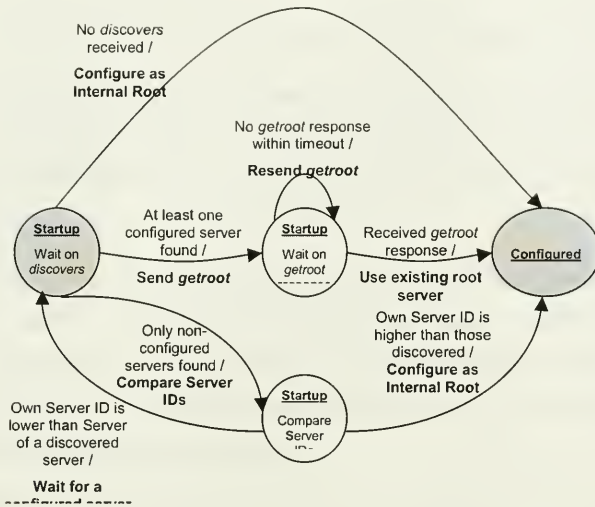 No discovers
received /
Configure as
Internal Root
No getroot response
within timeout /
Resend getroot
Startup
Wait on
discovers
At least one
configured server
found /
Send getroot
Startup
Wait on
getroot
Received getroot
response /
Use existing root
server
Configured
Own Server ID is
higher than those
discovered /
Configure as
Internal Root
Only non-
configured
servers found /
Compare Server
IDs
Startup
Compare
Server
IDs
Own Server ID is
lower than Server
of a discovered
server /
Wait for a
configured server